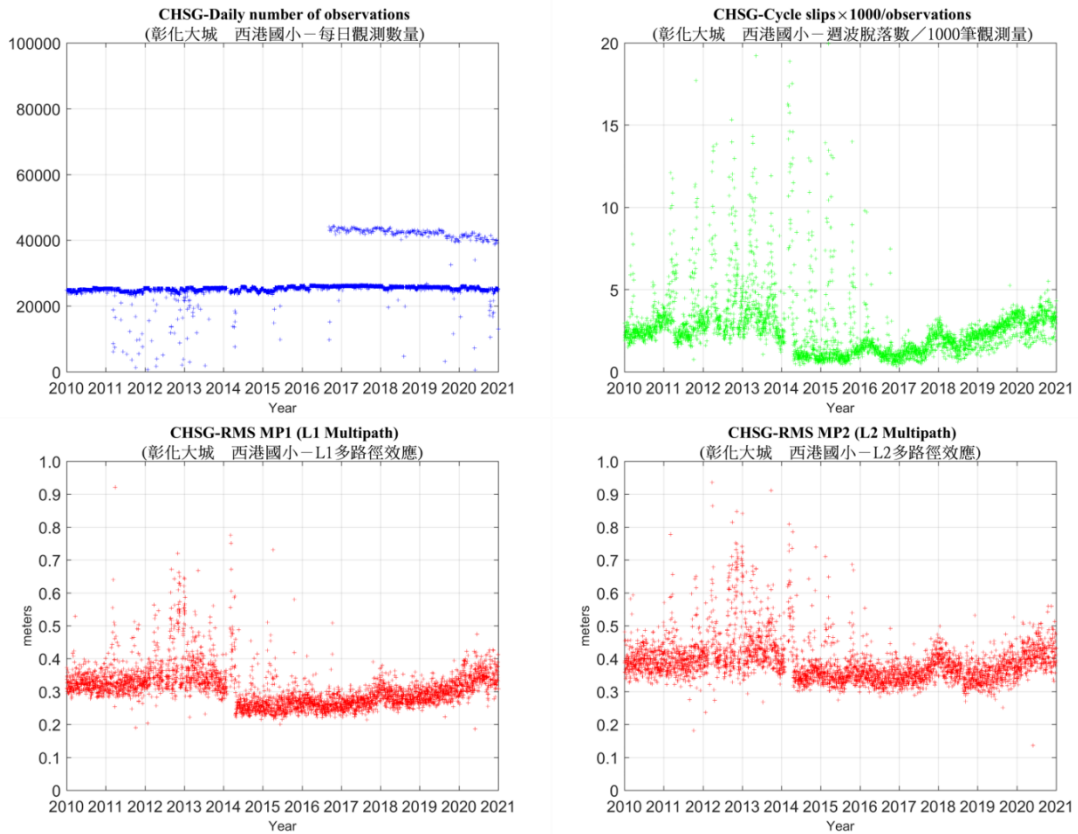 CHSG-Daily number of observations
(彰化大城　西港國小－每日觀測數量)
100000
80000
60000
40000
20000
0
2010 2011 2012 2013 2014 2015 2016 2017 2018 2019 2020 2021
Year
CHSG-Cycle slips×1000/observations
(彰化大城　西港國小－週波脫落數／1000筆觀測量)
20
15
10
5
0
2010 2011 2012 2013 2014 2015 2016 2017 2018 2019 2020 2021
Year
CHSG-RMS MP1 (L1 Multipath)
(彰化大城　西港國小－L1多路徑效應)
1.0
0.9
0.8
0.7
0.6
0.5
0.4
0.3
0.2
0.1
0
meters
2010 2011 2012 2013 2014 2015 2016 2017 2018 2019 2020 2021
Year
CHSG-RMS MP2 (L2 Multipath)
(彰化大城　西港國小－L2多路徑效應)
1.0
0.9
0.8
0.7
0.6
0.5
0.4
0.3
0.2
0.1
0
meters
2010 2011 2012 2013 2014 2015 2016 2017 2018 2019 2020 2021
Year